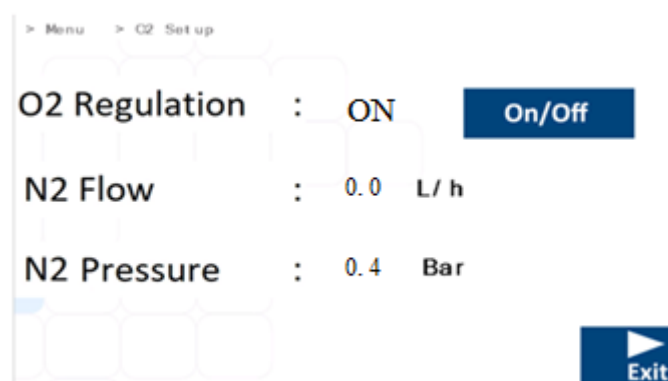 > Menu > O2 Set up
O2 Regulation : ON On/Off
N2 Flow : 0.0 L/h
N2 Pressure : 0.4 Bar
Exit